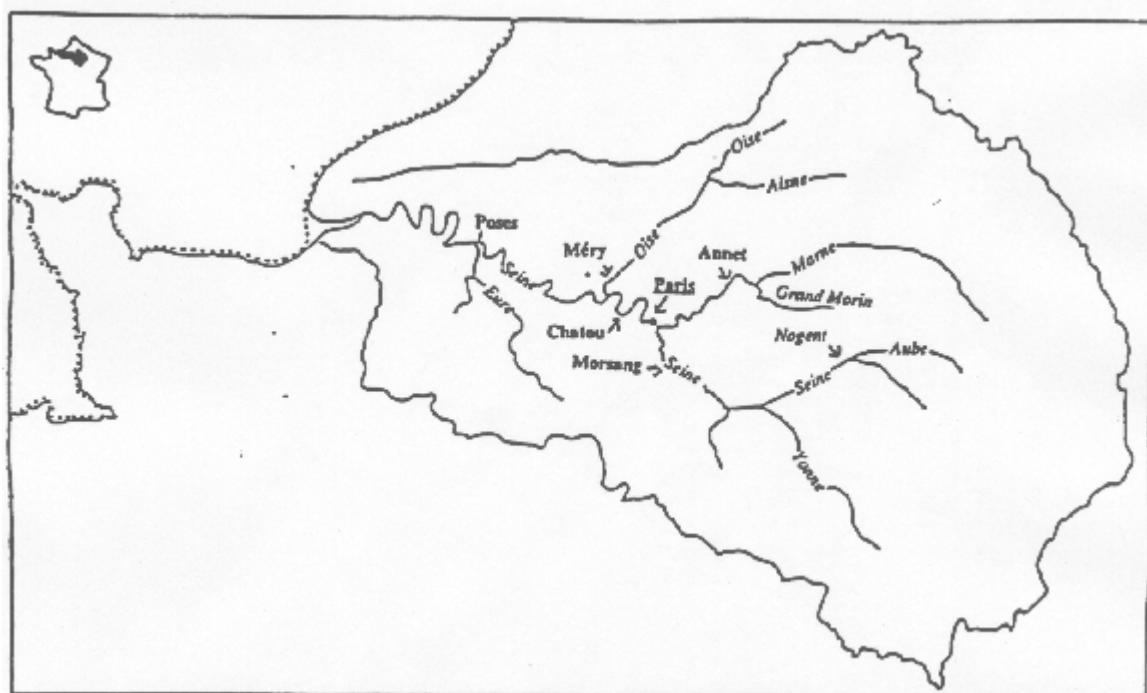 Oise
Aisne
Poses
Méry
Oise
Annet
Marne
Seine
Paris
Grand Morin
Eure
Chatou
Nogent
Aube
Morsang
Seine
Seine
Yonne